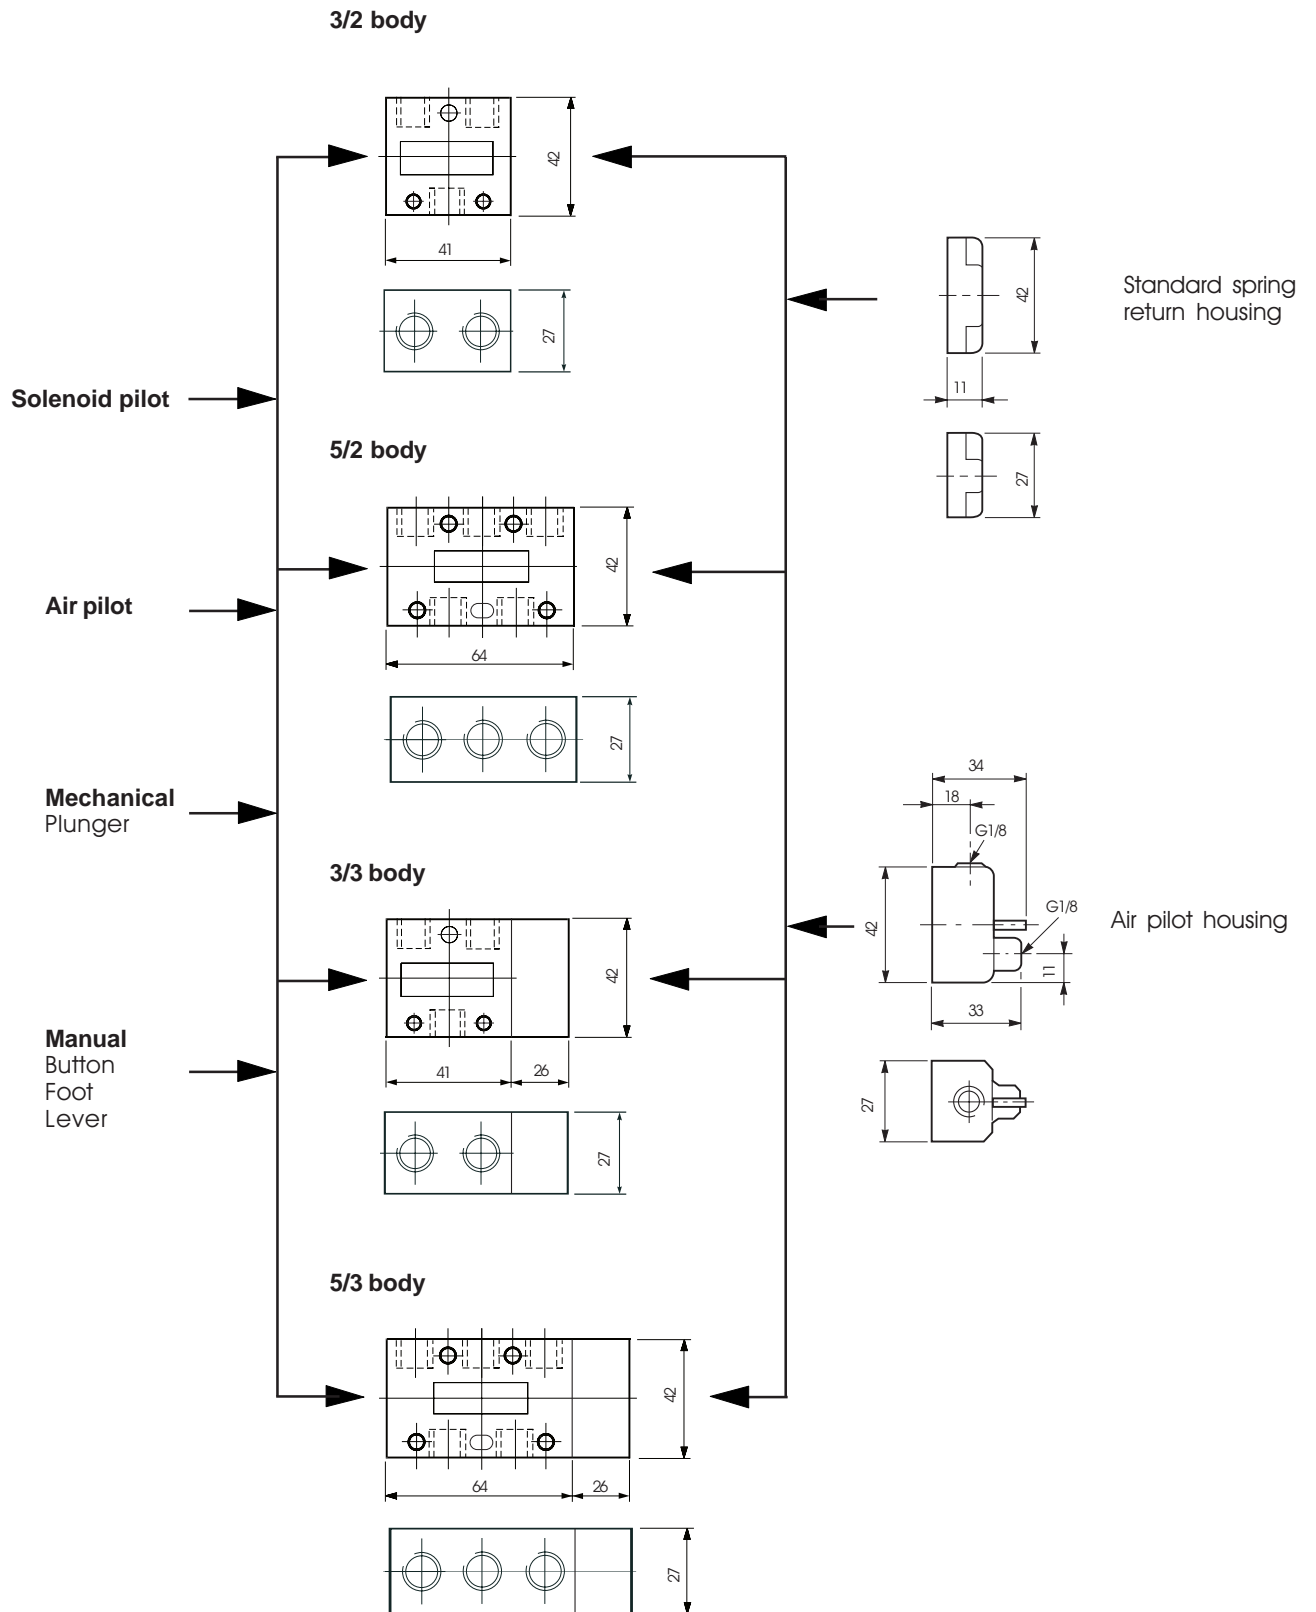 3/2 body
42
41
27
Solenoid pilot
5/2 body
42
64
27
Air pilot
Mechanical
Plunger
3/3 body
42
41
26
27
Manual
Button
Foot
Lever
5/3 body
42
64
26
27
42
11
27
Standard spring
return housing
34
18
G1/8
42
G1/8
11
33
27
Air pilot housing